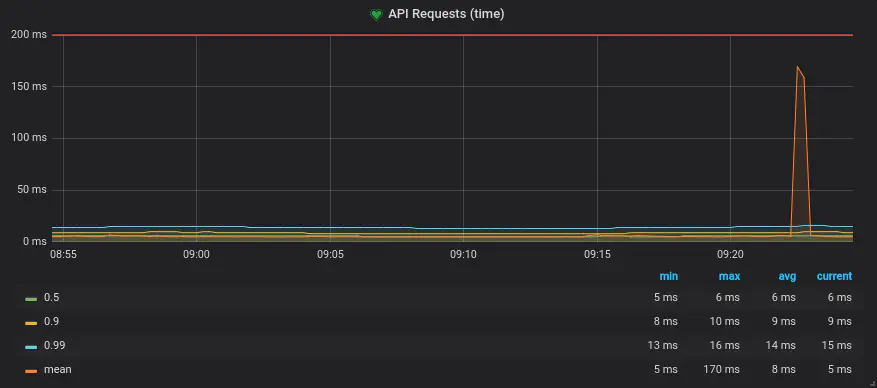 API Requests (time)
200 ms
150 ms
100 ms
50 ms
0 ms
08:55 09:00 09:05 09:10 09:15 09:20
min max avg current
0.5 5 ms 6 ms 6 ms 6 ms
0.9 8 ms 10 ms 9 ms 9 ms
0.99 13 ms 16 ms 14 ms 15 ms
mean 5 ms 170 ms 8 ms 5 ms